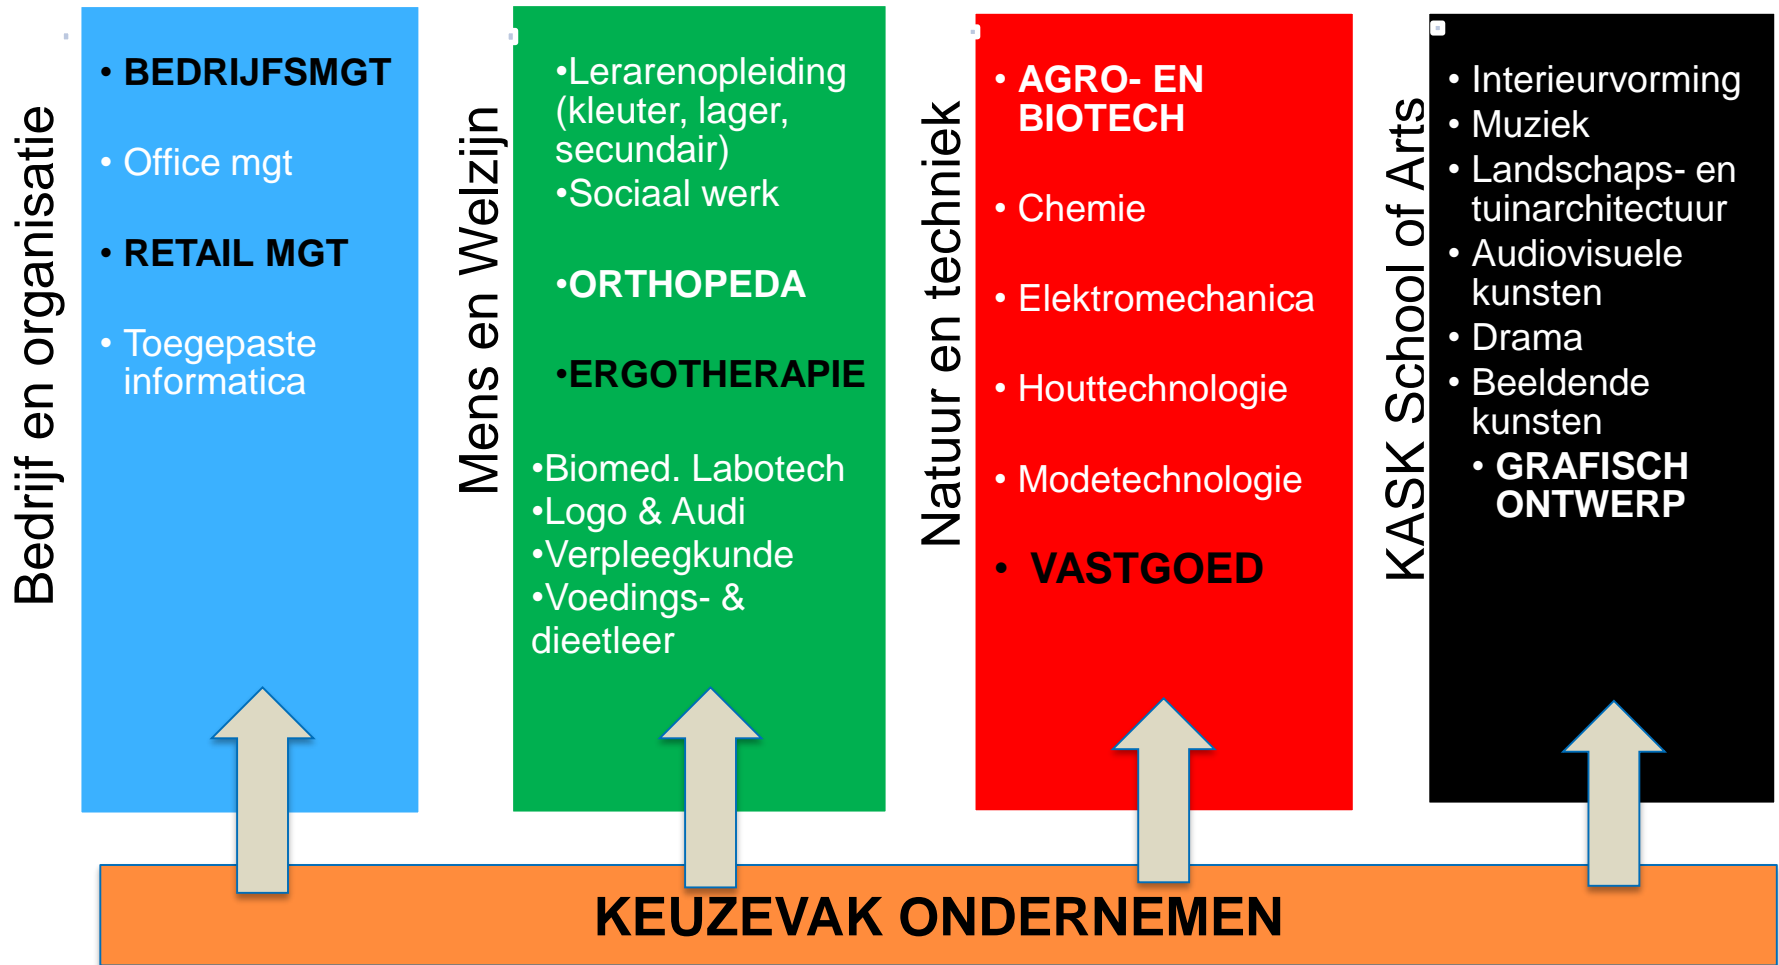 Bedrijf en organisatie
• BEDRIJFSMGT
• Office mgt
• RETAIL MGT
• Toegepaste
informatica
Mens en Welzijn
•Lerarenopleiding
(kleuter, lager,
secundair)
•Sociaal werk
•ORTHOPEDA
•ERGOTHERAPIE
•Biomed. Labotech
•Logo & Audi
•Verpleegkunde
•Voedings- &
dieetleer
Natuur en techniek
• AGRO- EN
BIOTECH
• Chemie
• Elektromechanica
• Houttechnologie
• Modetechnologie
• VASTGOED
KASK School of Arts
• Interieurvorming
• Muziek
• Landschaps- en
tuinarchitectuur
• Audiovisuele
kunsten
• Drama
• Beeldende
kunsten
• GRAFISCH
ONTWERP
KEUZEVAK ONDERNEMEN